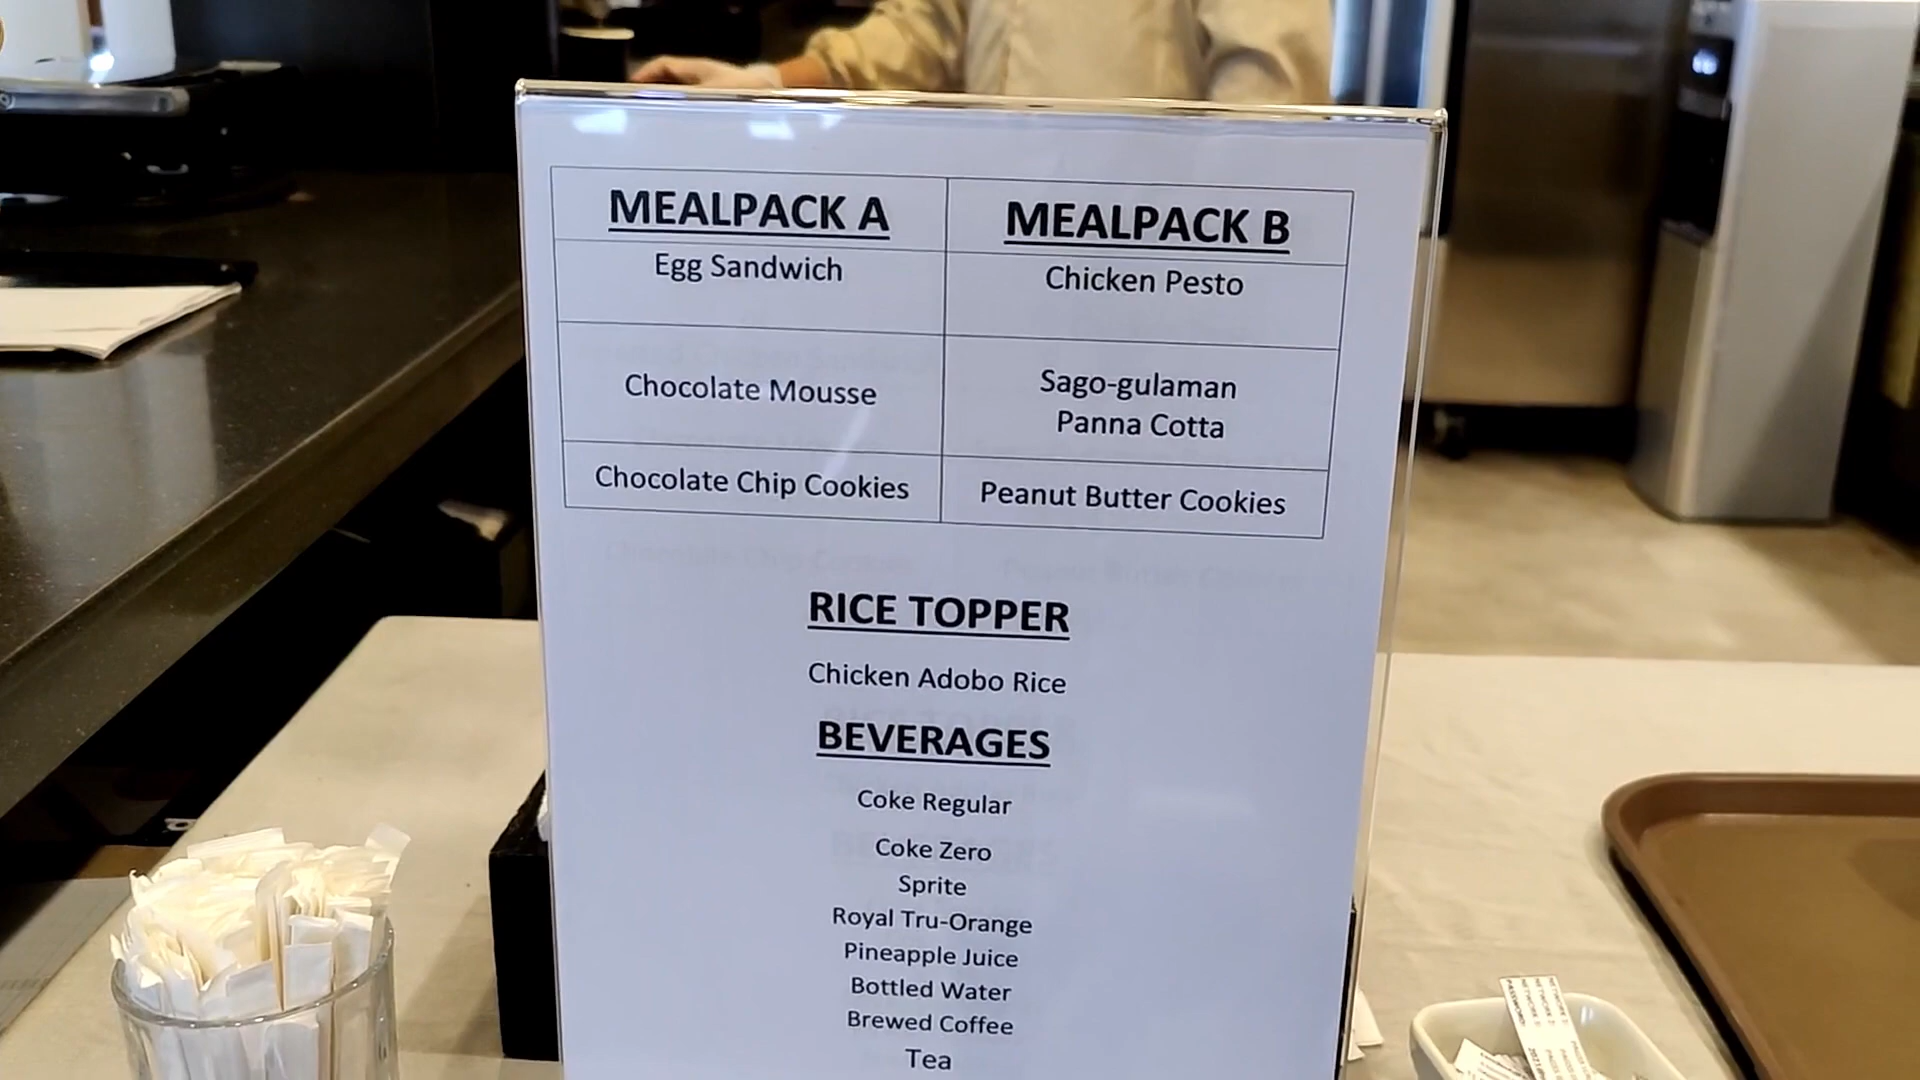 MEALPACK A
MEALPACK B
Egg Sandwich
Chicken Pesto
Chocolate Mousse
Sago-gulaman
Panna Cotta
Chocolate Chip Cookies
Peanut Butter Cookies
RICE TOPPER
Chicken Adobo Rice
BEVERAGES
Coke Regular
Coke Zero
Sprite
Royal Tru-Orange
Pineapple Juice
Bottled Water
Brewed Coffee
Tea